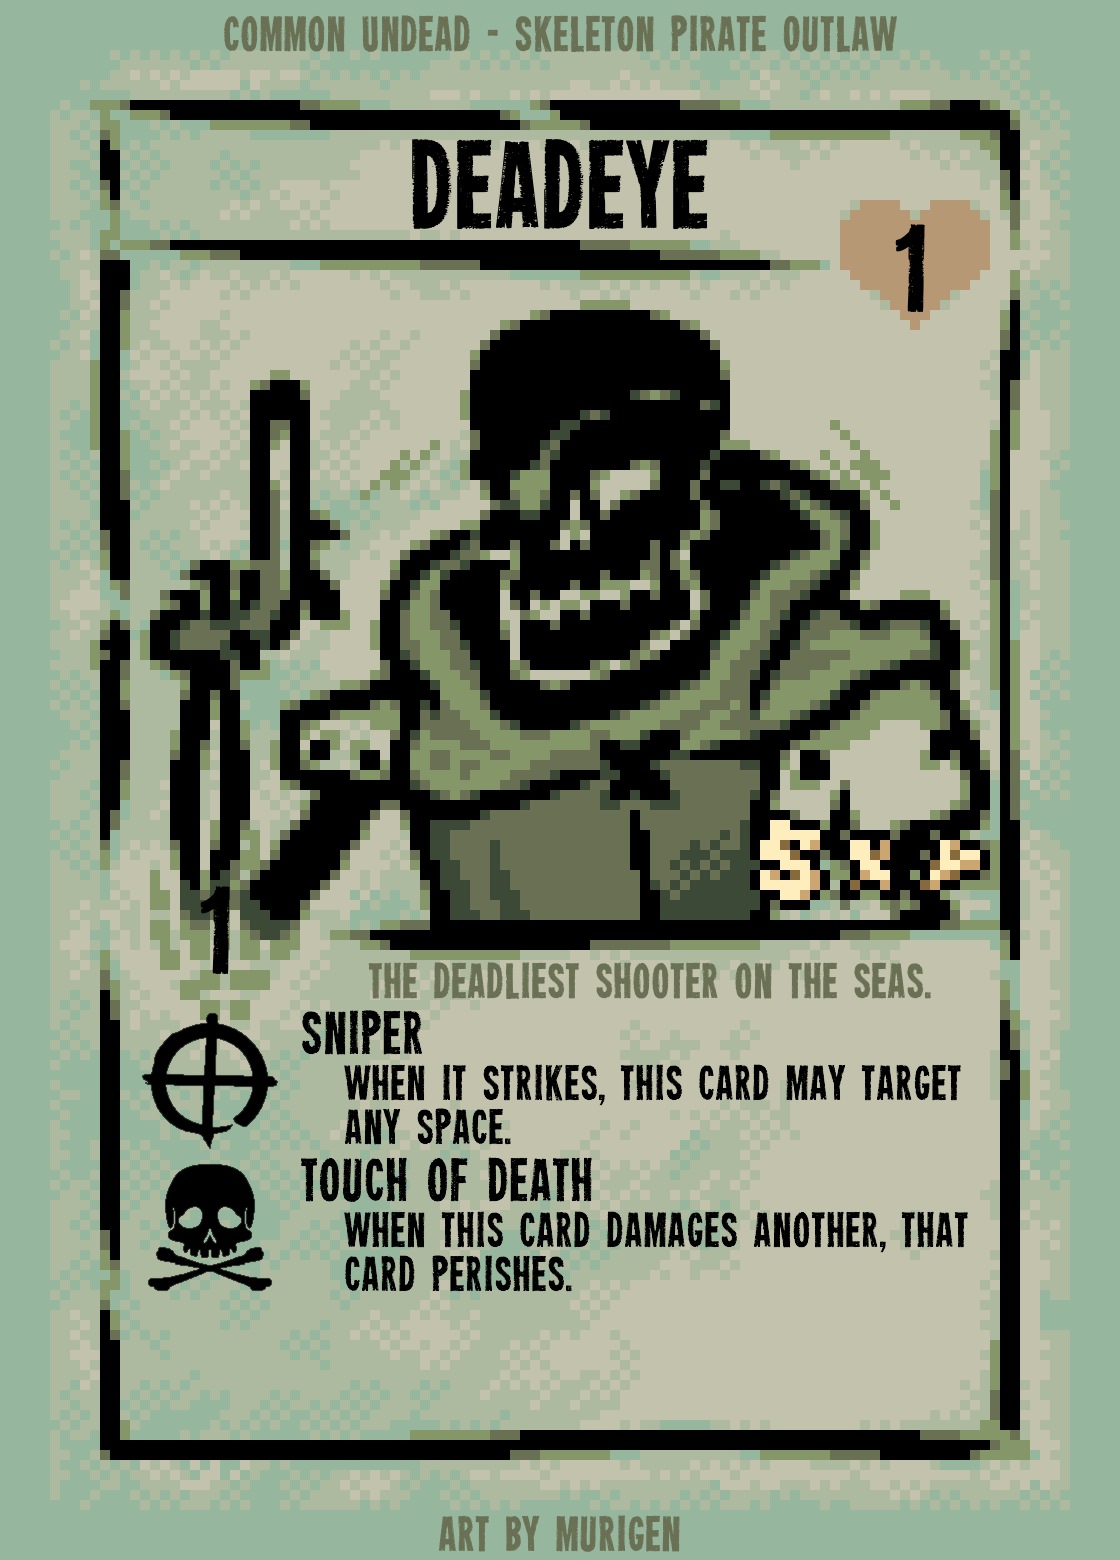 COMMON UNDEAD - SKELETON PIRATE OUTLAW
DEADEYE
1
S X
1
THE DEADLIEST SHOOTER ON THE SEAS.
SNIPER
WHEN IT STRIKES, THIS CARD MAY TARGET
ANY SPACE.
TOUCH OF DEATH
WHEN THIS CARD DAMAGES ANOTHER, THAT
CARD PERISHES.
ART BY MURIGEN